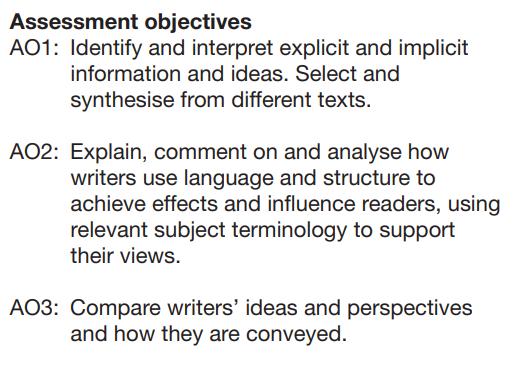 Assessment objectives
AO1: Identify and interpret explicit and implicit
information and ideas. Select and
synthesise from different texts.
AO2: Explain, comment on and analyse how
writers use language and structure to
achieve effects and influence readers, using
relevant subject terminology to support
their views.
AO3: Compare writers’ ideas and perspectives
and how they are conveyed.